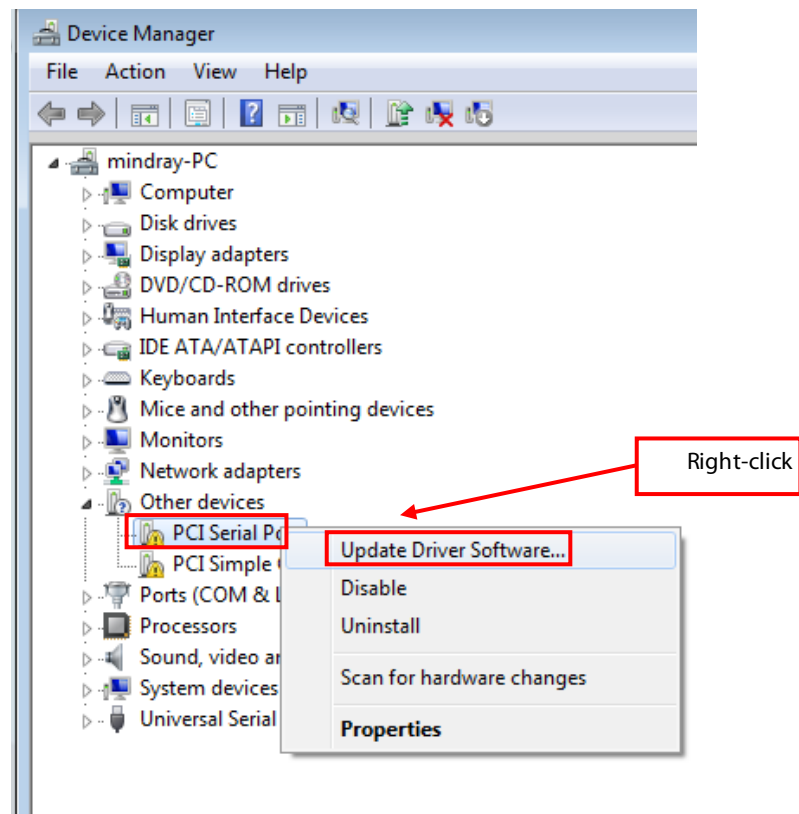 Device Manager
File Action View Help
mindray-PC
Computer
Disk drives
Display adapters
DVD/CD-ROM drives
Human Interface Devices
IDE ATA/ATAPI controllers
Keyboards
Mice and other pointing devices
Monitors
Network adapters
Right-click
Other devices
PCI Serial Po
Update Driver Software...
PCI Simple
Disable
Ports (COM & L
Processors
Uninstall
Sound, video ar
Scan for hardware changes
System devices
Universal Serial
Properties